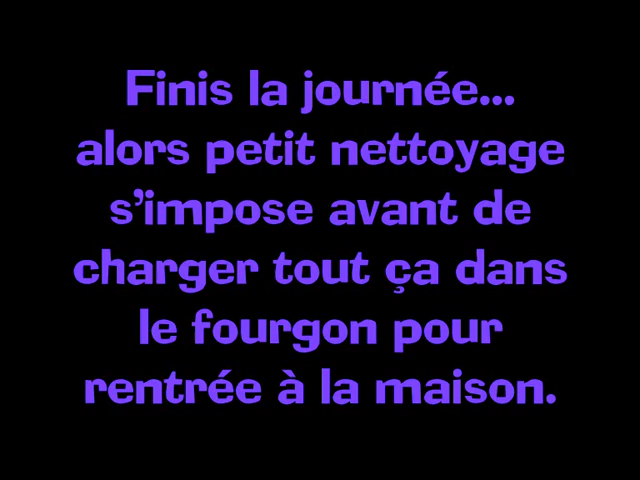 Finis la journée...
alors petit nettoyage
s'impose avant de
charger tout ça dans
le fourgon pour
rentrée à la maison.